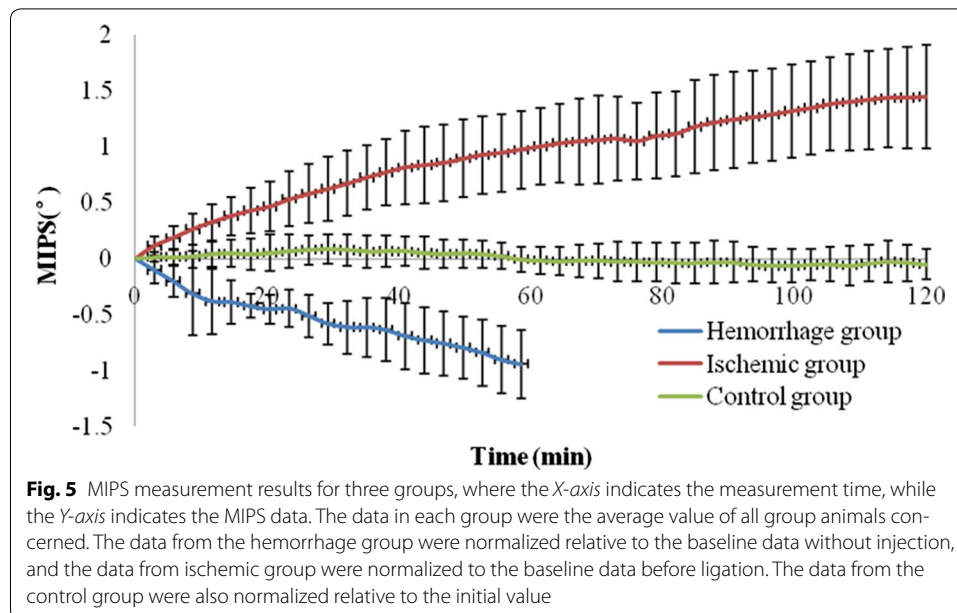 2
1.5
1
0.5
0
-0.5
-1
-1.5
MIPS(°)
0 20 40 60 80 100 120
Hemorrhage group
Ischemic group
Control group
Time (min)
Fig. 5 MIPS measurement results for three groups, where the X-axis indicates the measurement time, while
the Y-axis indicates the MIPS data. The data in each group were the average value of all group animals con-
cerned. The data from the hemorrhage group were normalized relative to the baseline data without injection,
and the data from ischemic group were normalized to the baseline data before ligation. The data from the
control group were also normalized relative to the initial value